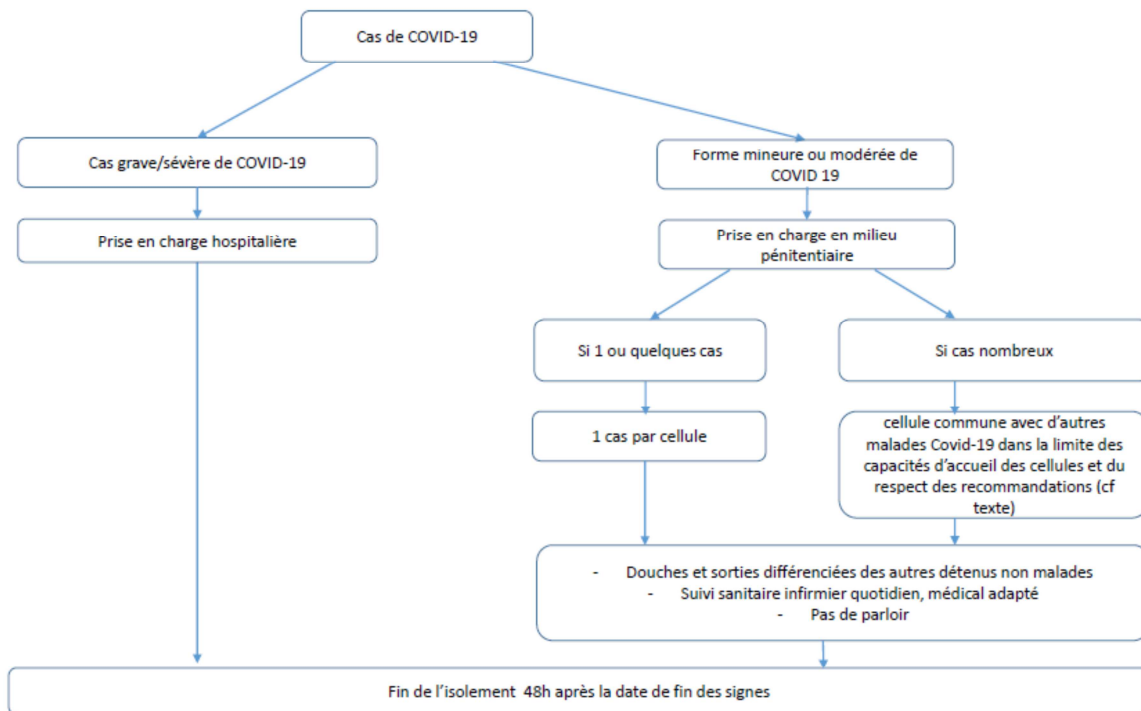 Cas de COVID-19
Cas grave/sévère de COVID-19
Forme mineure ou modérée de
COVID 19
Prise en charge hospitalière
Prise en charge en milieu
pénitentiaire
Si 1 ou quelques cas
Si cas nombreux
1 cas par cellule
cellule commune avec d'autres
malades Covid-19 dans la limite des
capacités d'accueil des cellules et du
respect des recommandations (cf
texte)
- Douches et sorties différenciées des autres détenus non malades
- Suivi sanitaire infirmier quotidien, médical adapté
- Pas de parloir
Fin de l'isolement 48h après la date de fin des signes